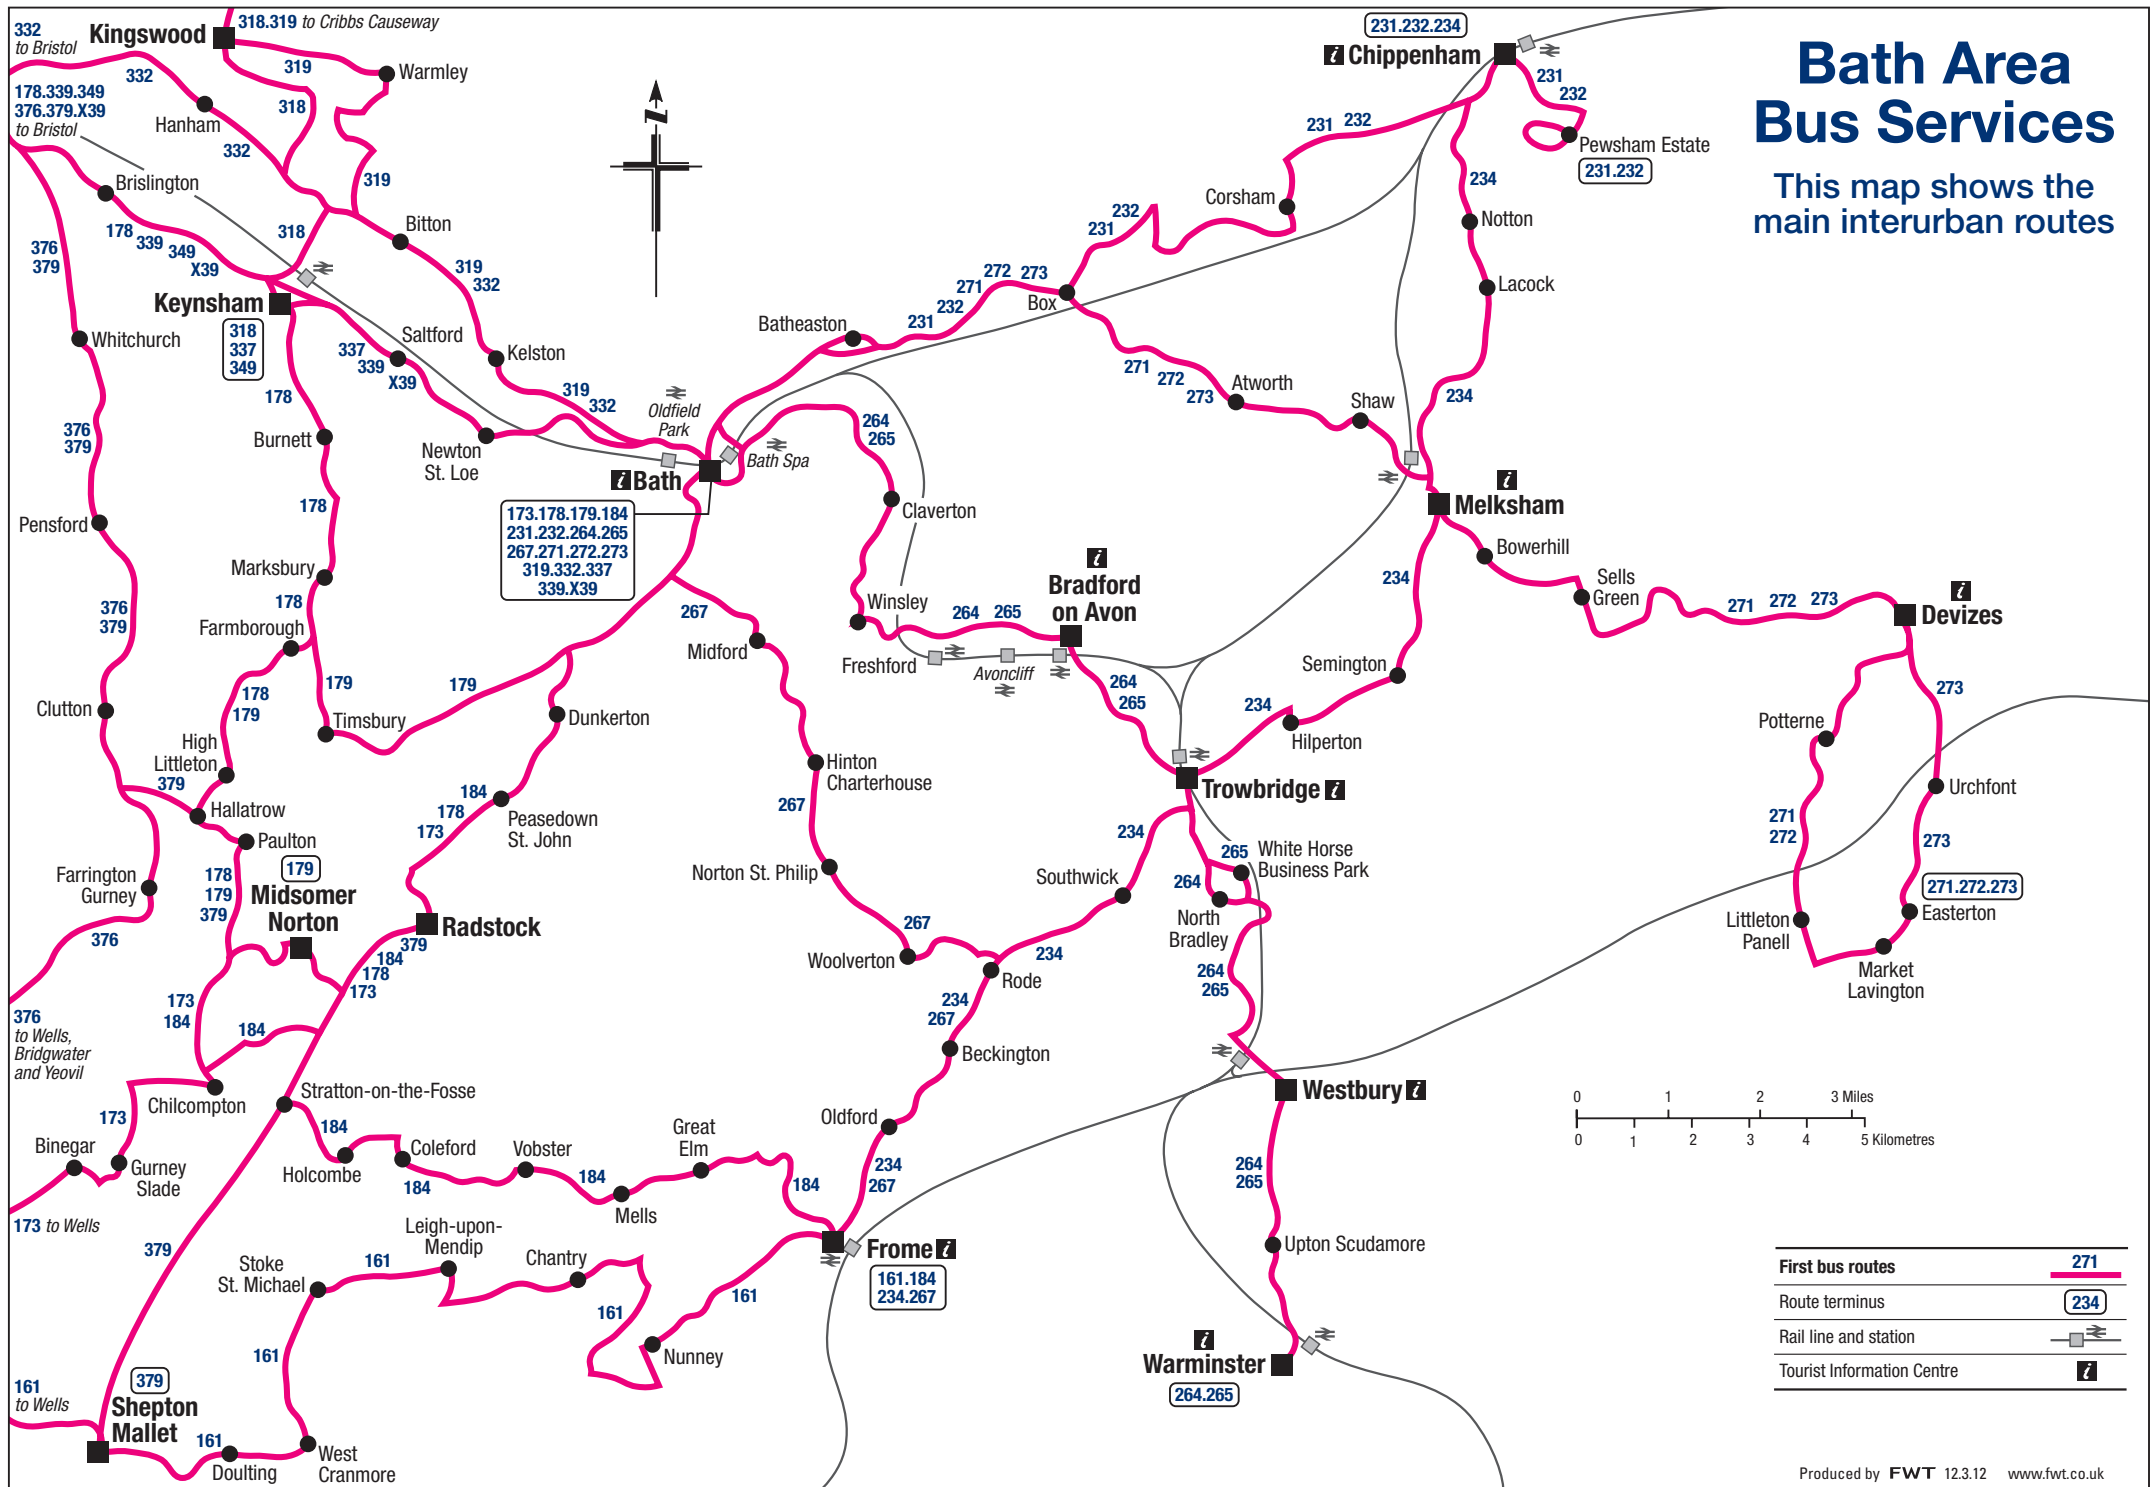 Bath Area
Bus Services
This map shows the
main interurban routes
332
to Bristol
Kingswood
318.319 to Cribbs Causeway
319
Warmley
332
318
178.339.349
376.379.X39
to Bristol
Hanham
332
319
Brislington
178
339
349
X39
318
Bitton
319
332
376
379
Keynsham
318
337
349
Whitchurch
Saltford
337
339
X39
Kelston
319
332
Oldfield
Park
178
Burnett
Newton
St. Loe
376
379
Bath
Bath Spa
173.178.179.184
231.232.264.265
267.271.272.273
319.332.337
339.X39
178
Pensford
Marksbury
178
376
379
Farmborough
178
179
179
179
Clutton
High
Littleton
Timsbury
379
Hallatrow
Paulton
Dunkerton
184
178
173
Peasedown
St. John
Farrington
Gurney
178
179
379
179
Midsomer
Norton
Radstock
376
379
184
178
173
376
to Wells,
Bridgwater
and Yeovil
173
184
184
Chilcompton
Stratton-on-the-Fosse
173
Binegar
Gurney
Slade
173 to Wells
184
Holcombe
Coleford
184
Vobster
184
Mells
Great
Elm
184
379
Stoke
St. Michael
161
Leigh-upon-
Mendip
Chantry
161
161
Nunney
161
161
to Wells
379
Shepton
Mallet
161
Doulting
West
Cranmore
N
231.232.234
Chippenham
231
232
Pewsham Estate
231.232
231
232
Corsham
232
231
234
Notton
Lacock
272
273
271
232
231
Box
Batheaston
271
272
273
Atworth
Shaw
234
264
265
Claverton
Melksham
Bowerhill
Sells
Green
271
272
273
Devizes
Winsley
264
265
Bradford
on Avon
Freshford
Avoncliff
234
Semington
267
Midford
264
265
234
Hilperton
Hinton
Charterhouse
267
Trowbridge
273
Potterne
Urchfont
271
272
273
271.272.273
Easterton
Littleton
Panell
Market
Lavington
234
265
White Horse
Business Park
264
North
Bradley
Southwick
Norton St. Philip
267
Woolverton
234
Rode
264
265
234
267
Beckington
Westbury
Oldford
234
267
264
265
Frome
161.184
234.267
Upton Scudamore
Warminster
264.265
0
1
2
3 Miles
0
1
2
3
4
5 Kilometres
First bus routes
271
Route terminus
234
Rail line and station
Tourist Information Centre
i
Produced by FWT 12.3.12 www.fwt.co.uk